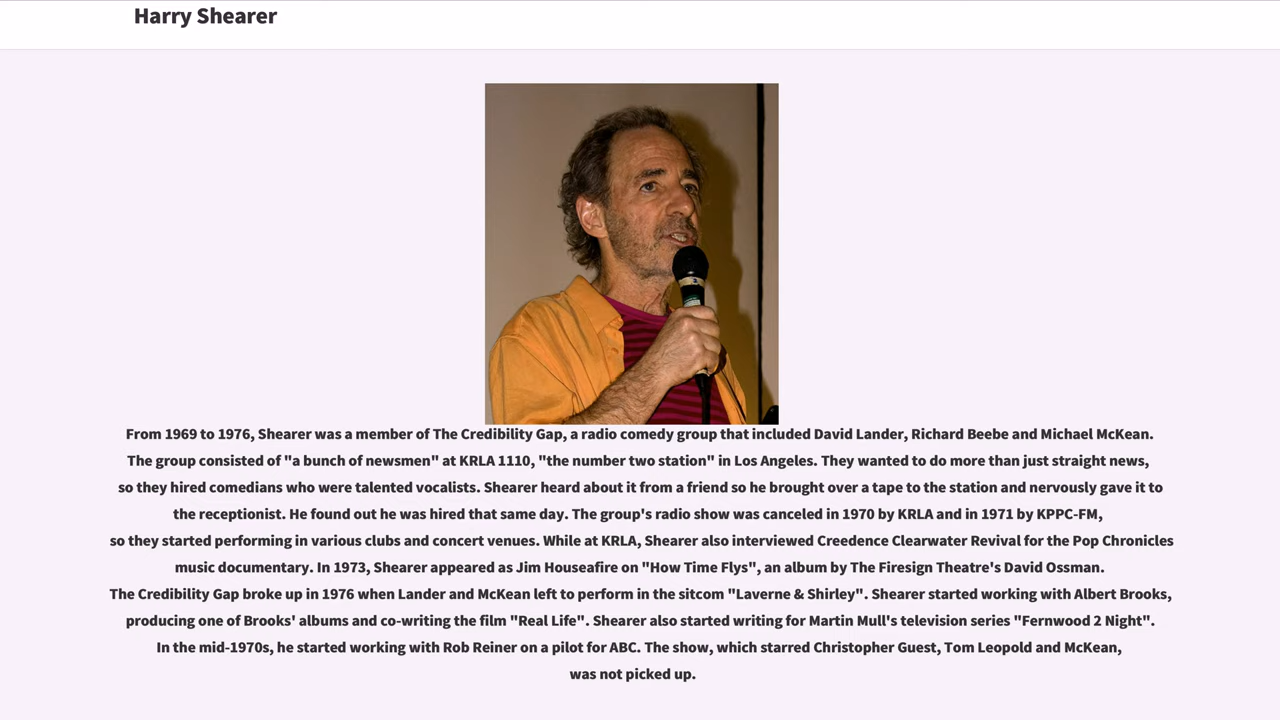 Harry Shearer
From 1969 to 1976, Shearer was a member of The Credibility Gap, a radio comedy group that included David Lander, Richard Beebe and Michael McKean.
The group consisted of "a bunch of newsmen" at KRLA 1110, "the number two station" in Los Angeles. They wanted to do more than just straight news,
so they hired comedians who were talented vocalists. Shearer heard about it from a friend so he brought over a tape to the station and nervously gave it to
the receptionist. He found out he was hired that same day. The group's radio show was canceled in 1970 by KRLA and in 1971 by KPPC-FM,
so they started performing in various clubs and concert venues. While at KRLA, Shearer also interviewed Creedence Clearwater Revival for the Pop Chronicles
music documentary. In 1973, Shearer appeared as Jim Houseafire on "How Time Flys", an album by The Firesign Theatre's David Ossman.
The Credibility Gap broke up in 1976 when Lander and McKean left to perform in the sitcom "Laverne & Shirley". Shearer started working with Albert Brooks,
producing one of Brooks' albums and co-writing the film "Real Life". Shearer also started writing for Martin Mull's television series "Fernwood 2 Night".
In the mid-1970s, he started working with Rob Reiner on a pilot for ABC. The show, which starred Christopher Guest, Tom Leopold and McKean,
was not picked up.